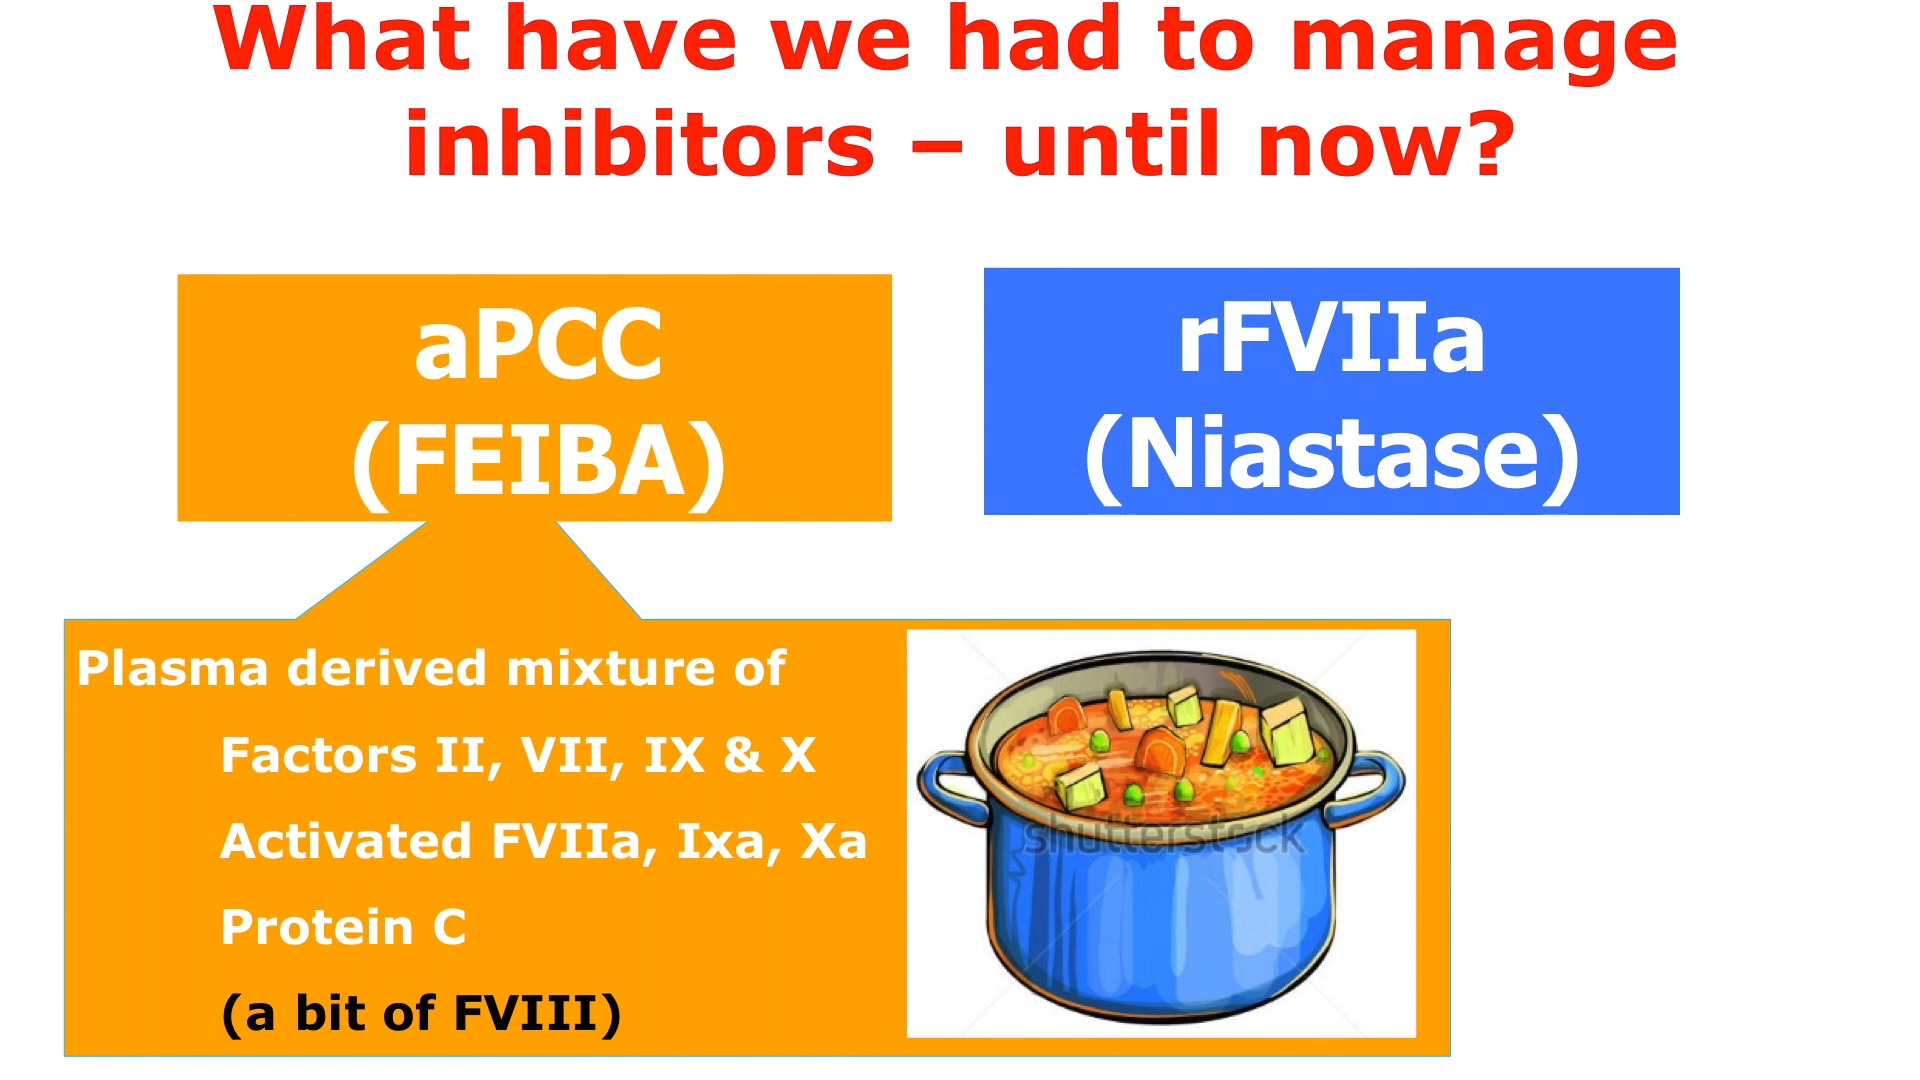 What have we had to manage
inhibitors – until now?
aPCC
(FEIBA)
rFVIIa
(Niastase)
Plasma derived mixture of
Factors II, VII, IX & X
Activated FVIIa, Ixa, Xa
Protein C
(a bit of FVIII)
shutterstock